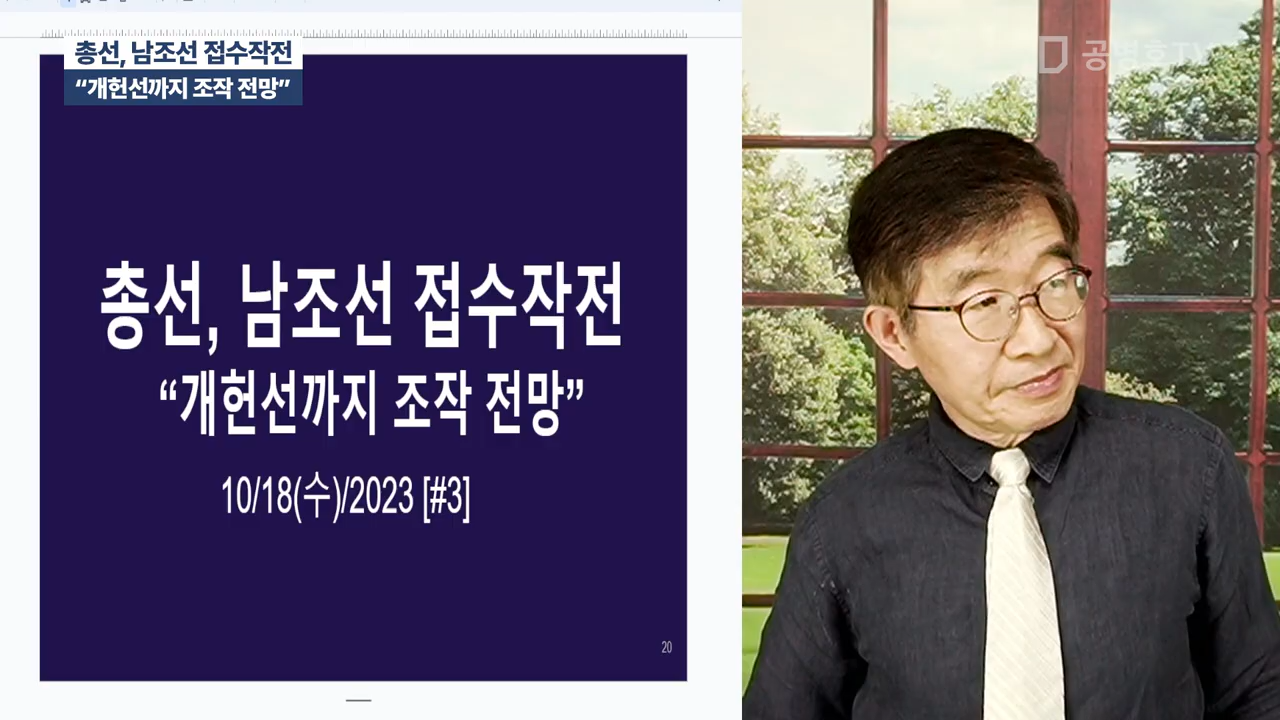 총선, 남조선 접수작전
“개헌선까지 조작 전망”
공병호TV
총선, 남조선 접수작전
“개헌선까지 조작 전망”
10/18(수)/2023 [#3]
20